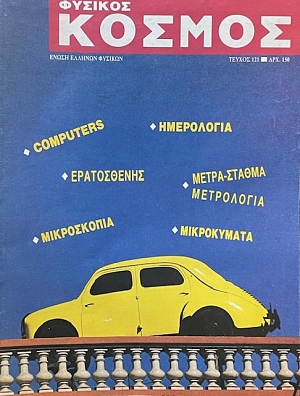 ΦΥΣΙΚΟΣ
ΚΟΣΜΟΣ
ΕΝΩΣΗ ΕΛΛΗΝΩΝ ΦΥΣΙΚΩΝ
ΤΕΥΧΟΣ 121 ■ ΔΡΧ. 150
◆ COMPUTERS
◆ ΗΜΕΡΟΛΟΓΙΑ
◆ ΕΡΑΤΟΣΘΕΝΗΣ
◆ ΜΕΤΡΑ-ΣΤΑΘΜΑ
ΜΕΤΡΟΛΟΓΙΑ
◆ ΜΙΚΡΟΣΚΟΠΙΑ
◆ ΜΙΚΡΟΚΥΜΑΤΑ